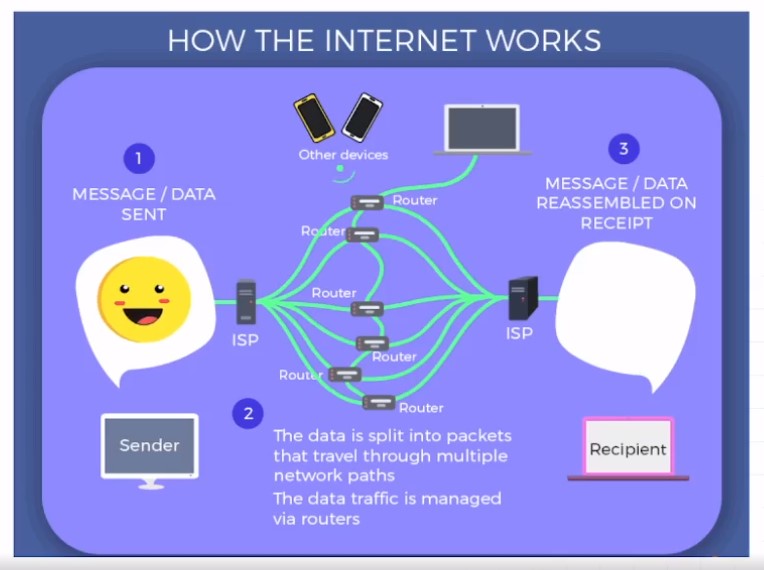 HOW THE INTERNET WORKS
1
MESSAGE / DATA
SENT
Other devices
3
MESSAGE / DATA
REASSEMBLED ON
RECEIPT
Router
Router
Router
Router
Router
Router
ISP
ISP
Sender
2
The data is split into packets
that travel through multiple
network paths
The data traffic is managed
via routers
Recipient